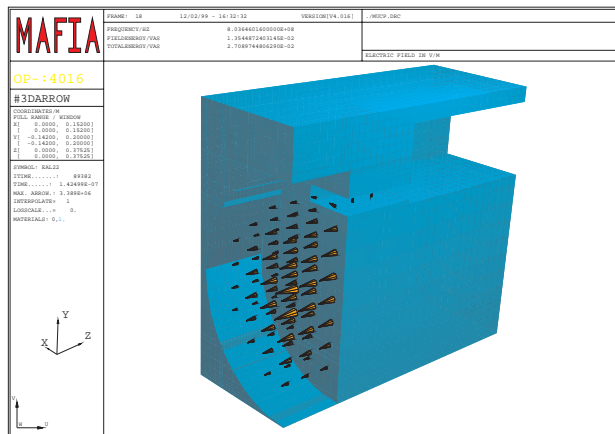 MAFIA
FRAME: 18 12/02/99 - 16:32:32 VERSION[V4.016] ./WUCP.DRC
FREQUENCY/HZ 8.0364601600000E+08
FIELDENERGY/VAS 1.3544872403145E-02
TOTALENERGY/VAS 2.7089744806290E-02
ELECTRIC FIELD IN V/M
OP-:4016
#3DARROW
COORDINATES/M
FULL RANGE / WINDOW
X[ 0.0000, 0.15200]
[ 0.0000, 0.15200]
Y[ -0.14200, 0.20000]
[ -0.14200, 0.20000]
Z[ 0.0000, 0.37525]
[ 0.0000, 0.37525]
SYMBOL: EAL22
ITIME.......: 89382
TIME......: 1.42499E-07
MAX. ARROW.: 3.389E+06
INTERPOLATE= 1
LOGSCALE...= 0.
MATERIALS: 0,1,
Y
X
Z
V
W
U